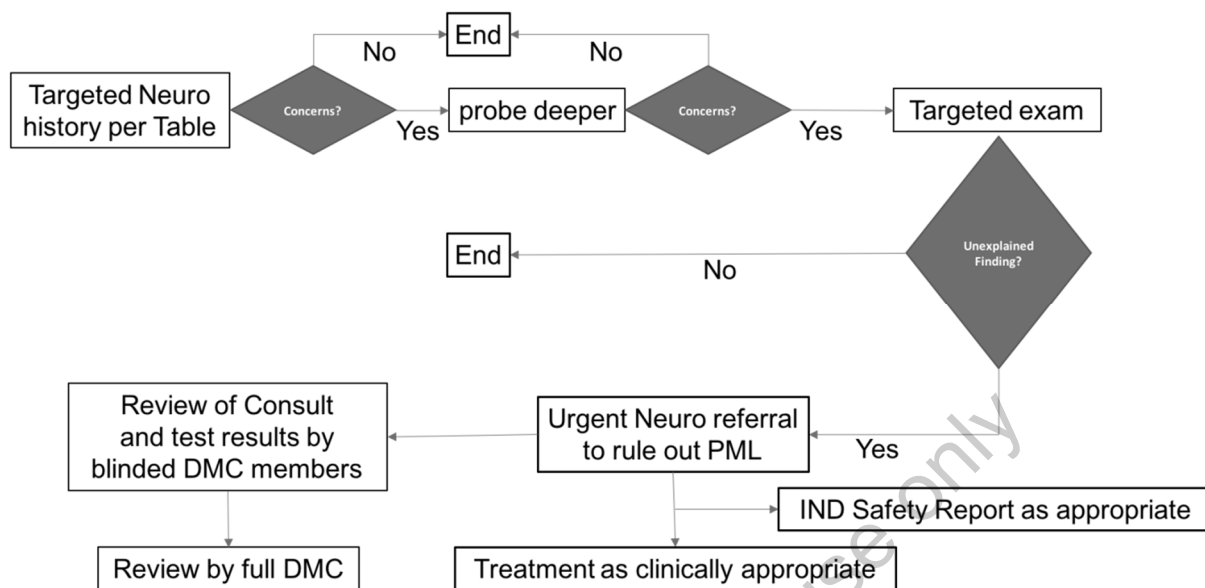 No
End
No
Targeted Neuro
history per Table
Concerns?
Yes
probe deeper
Concerns?
Yes
Targeted exam
Unexplained
Finding?
End
No
Review of Consult
and test results by
blinded DMC members
Urgent Neuro referral
to rule out PML
Yes
IND Safety Report as appropriate
Review by full DMC
Treatment as clinically appropriate
use only